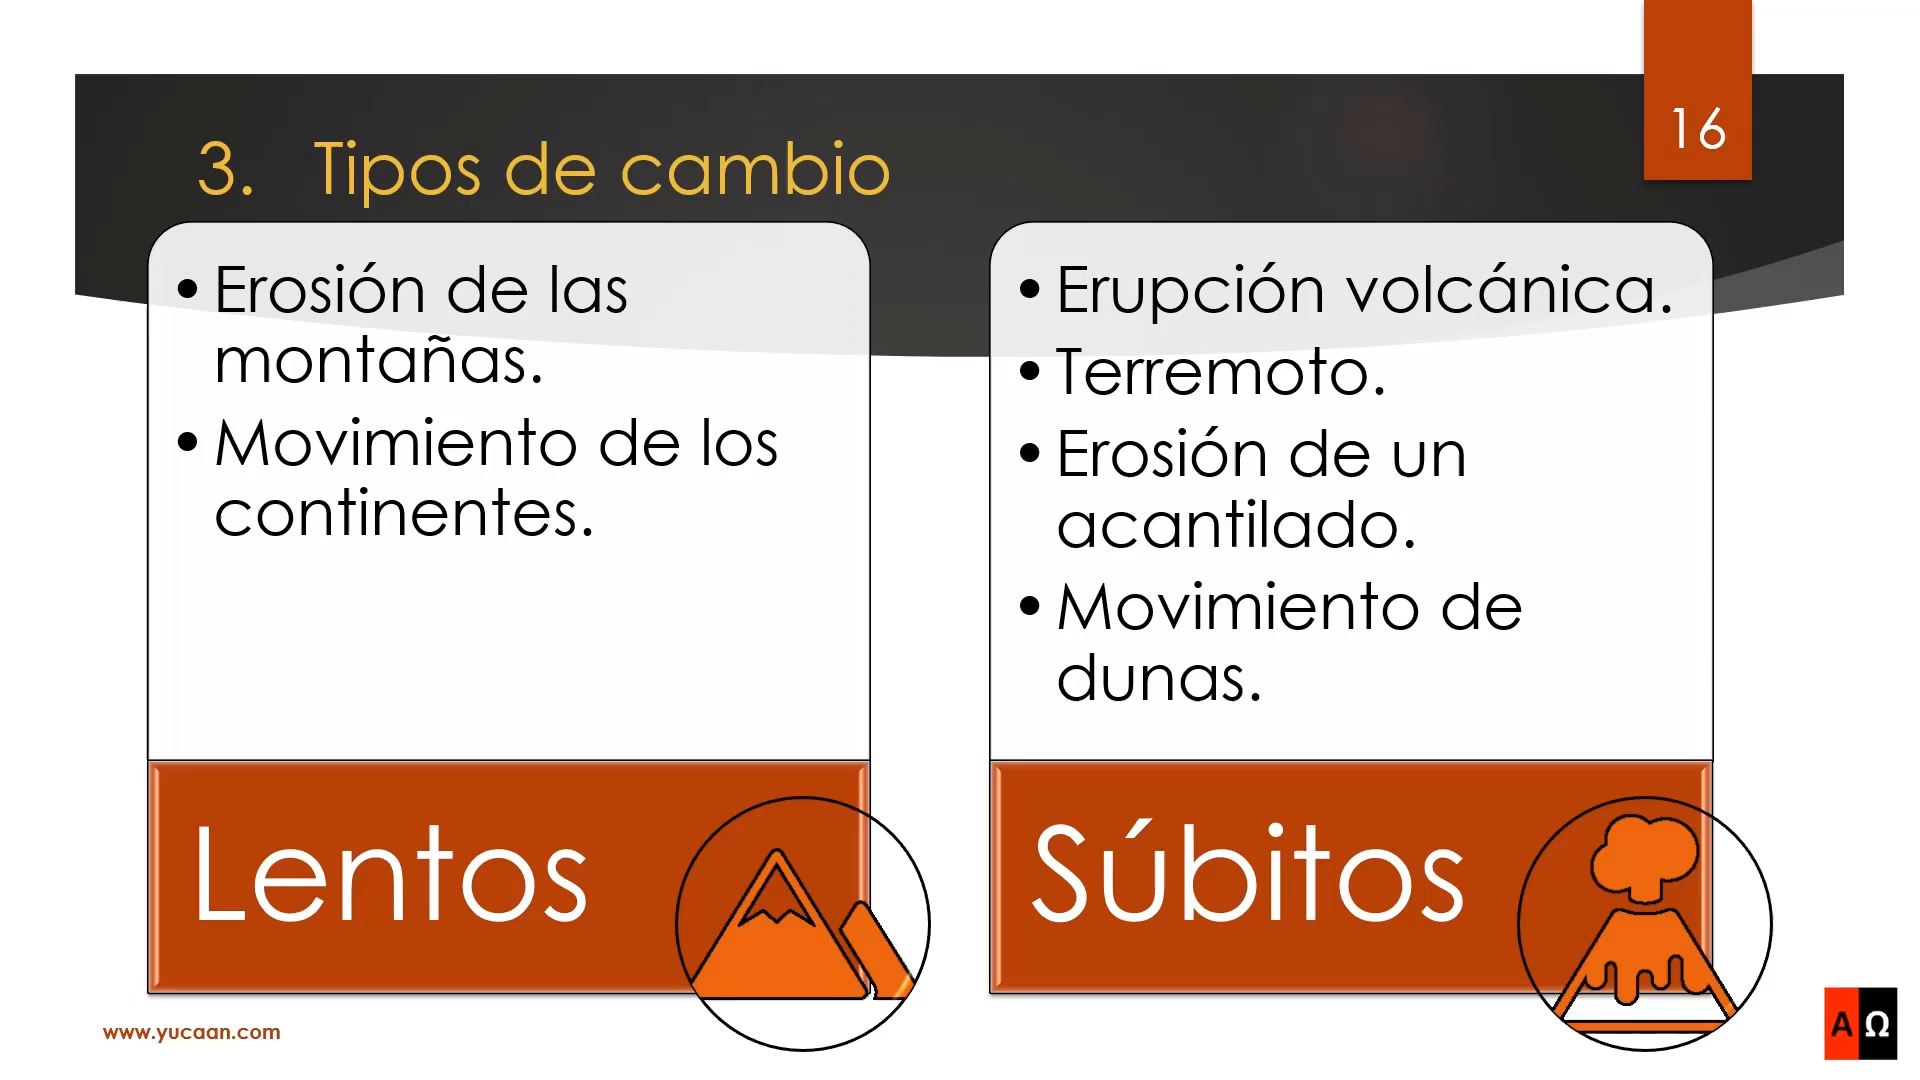 16
3. Tipos de cambio
• Erosión de las
montañas.
• Movimiento de los
continentes.
Lentos
• Erupción volcánica.
• Terremoto.
• Erosión de un
acantilado.
• Movimiento de
dunas.
Súbitos
www.yucaan.com
A Ω